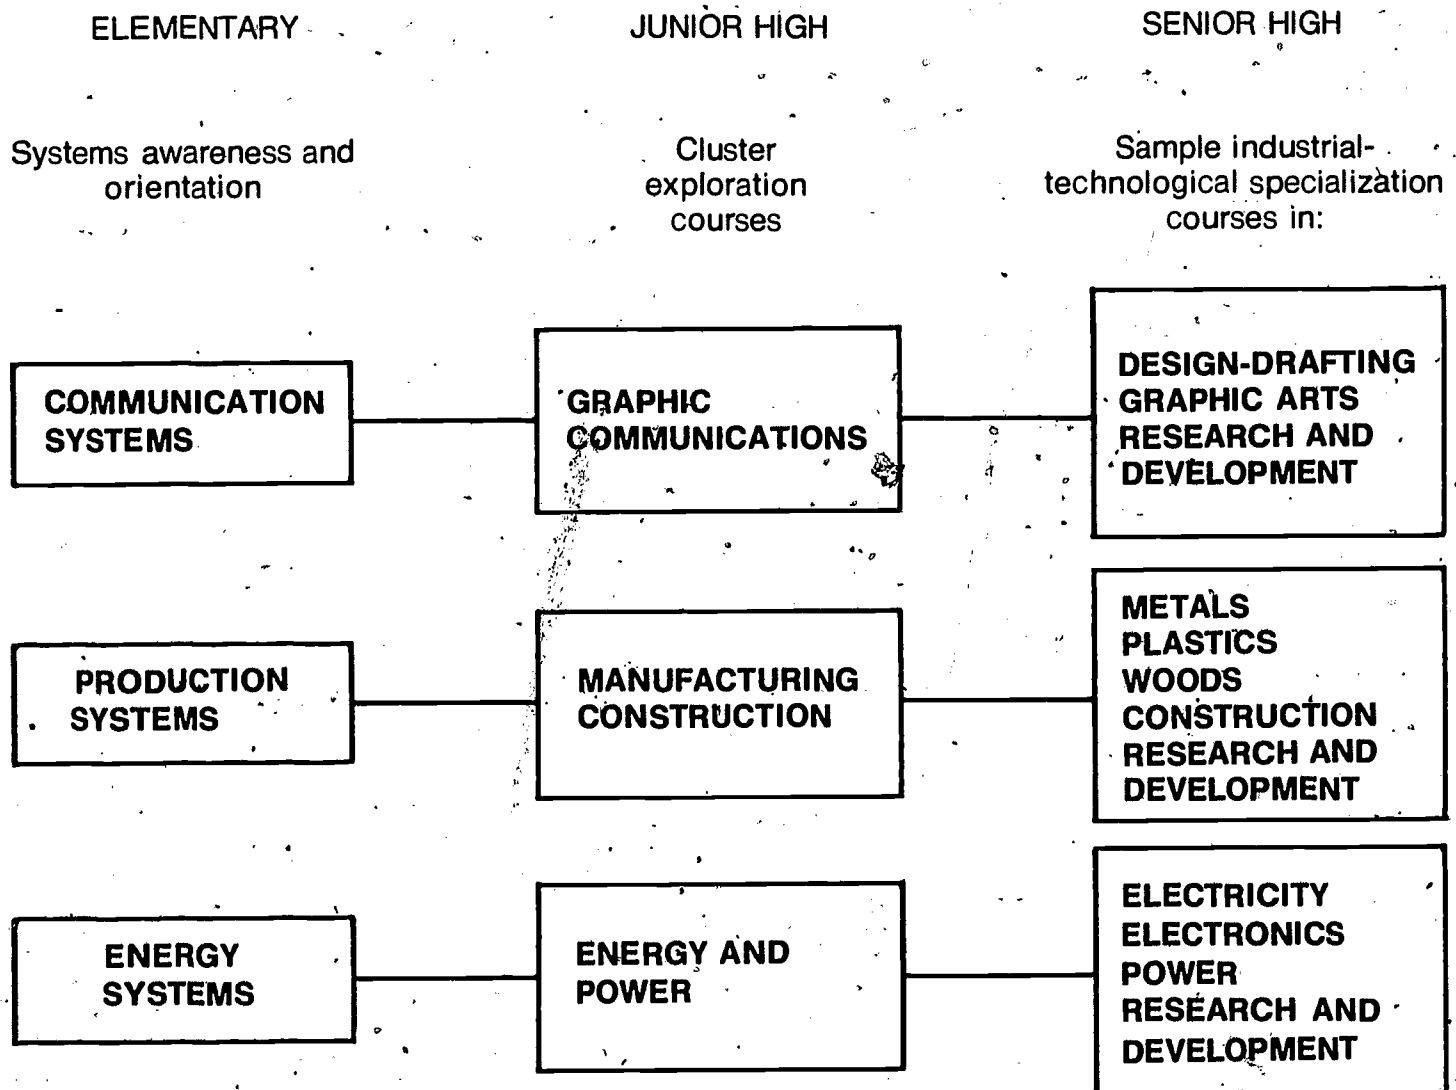 ELEMENTARY
JUNIOR HIGH
SENIOR HIGH
Systems awareness and
orientation
Cluster
exploration
courses
Sample industrial-
technological specialization
courses in:
COMMUNICATION
SYSTEMS
GRAPHIC
COMMUNICATIONS
DESIGN-DRAFTING
GRAPHIC ARTS
RESEARCH AND
DEVELOPMENT
PRODUCTION
SYSTEMS
MANUFACTURING
CONSTRUCTION
METALS
PLASTICS
WOODS
CONSTRUCTION
RESEARCH AND
DEVELOPMENT
ENERGY
SYSTEMS
ENERGY AND
POWER
ELECTRICITY
ELECTRONICS
POWER
RESEARCH AND
DEVELOPMENT